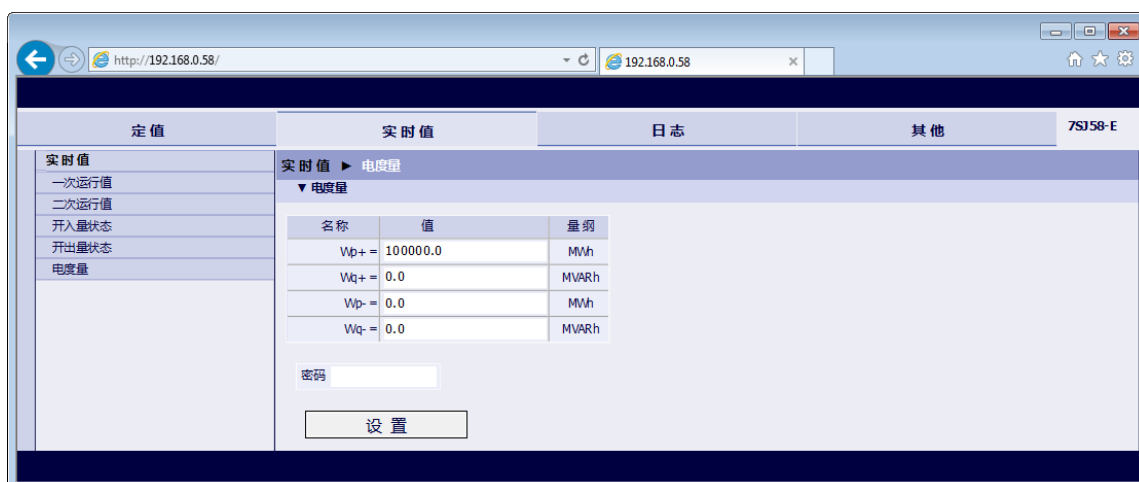 http://192.168.0.58/
192.168.0.58
定值 实时值 日志 其他 7SJ58-E
实时值
一次运行值
二次运行值
开入量状态
开出量状态
电度量
实时值 ► 电度量
▼ 电度量
名称 值 量纲
Wp+ = 100000.0 MWh
Wq+ = 0.0 MVARh
Wp- = 0.0 MWh
Wq- = 0.0 MVARh
密码
设置